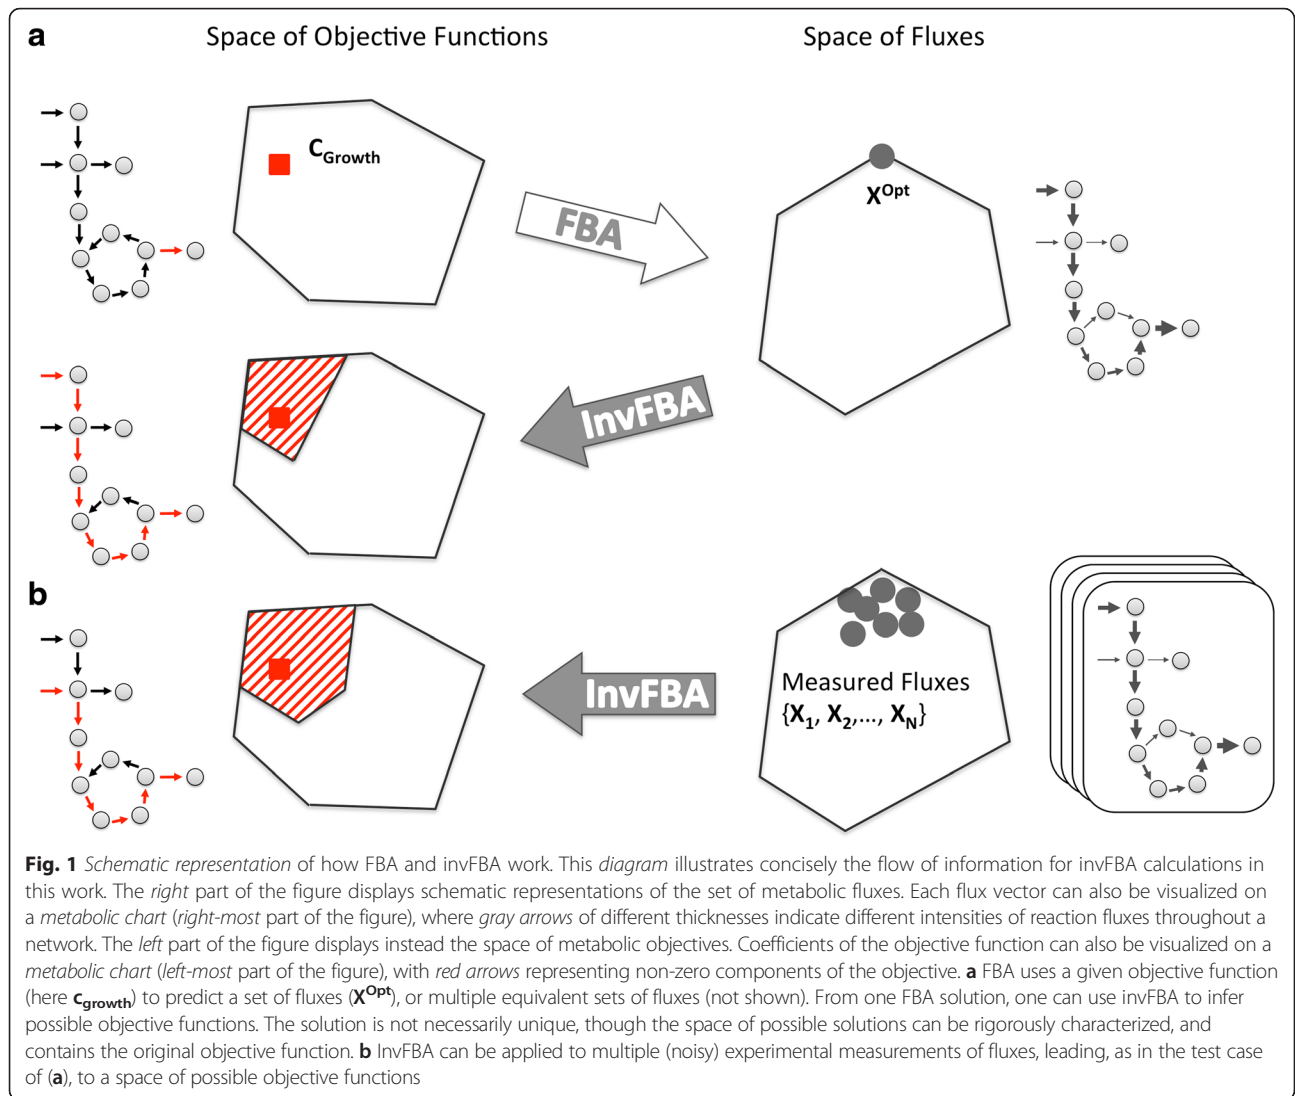 a
Space of Objective Functions
Space of Fluxes
C_Growth
FBA
X^Opt
InvFBA
b
InvFBA
Measured Fluxes
{X_1, X_2,..., X_N}
Fig. 1 Schematic representation of how FBA and invFBA work. This diagram illustrates concisely the flow of information for invFBA calculations in
this work. The right part of the figure displays schematic representations of the set of metabolic fluxes. Each flux vector can also be visualized on
a metabolic chart (right-most part of the figure), where gray arrows of different thicknesses indicate different intensities of reaction fluxes throughout a
network. The left part of the figure displays instead the space of metabolic objectives. Coefficients of the objective function can also be visualized on a
metabolic chart (left-most part of the figure), with red arrows representing non-zero components of the objective. a FBA uses a given objective function
(here c_growth) to predict a set of fluxes (X^Opt), or multiple equivalent sets of fluxes (not shown). From one FBA solution, one can use invFBA to infer
possible objective functions. The solution is not necessarily unique, though the space of possible solutions can be rigorously characterized, and
contains the original objective function. b InvFBA can be applied to multiple (noisy) experimental measurements of fluxes, leading, as in the test case
of (a), to a space of possible objective functions